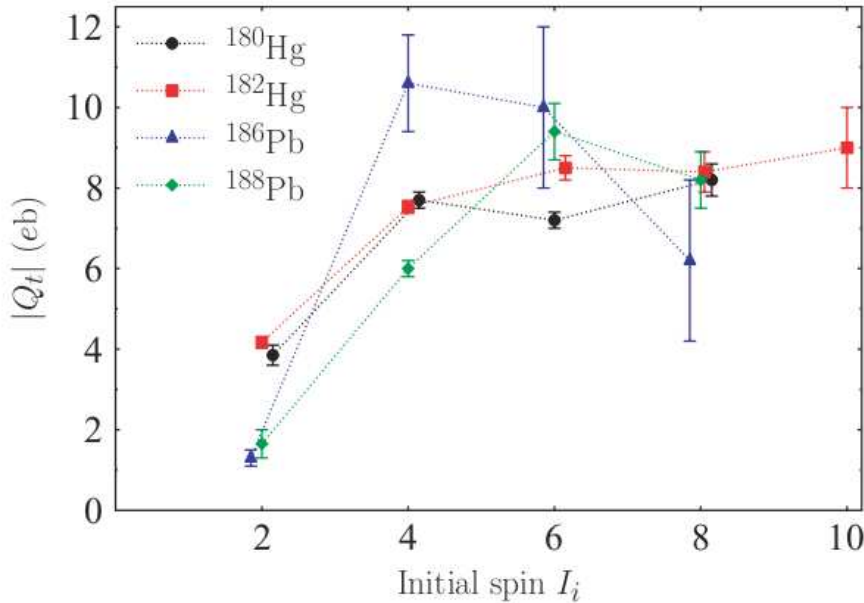 12
10
8
6
4
2
0
|Qₜ| (eb)
¹⁸⁰Hg
¹⁸²Hg
¹⁸⁶Pb
¹⁸⁸Pb
2 4 6 8 10
Initial spin Iᵢ